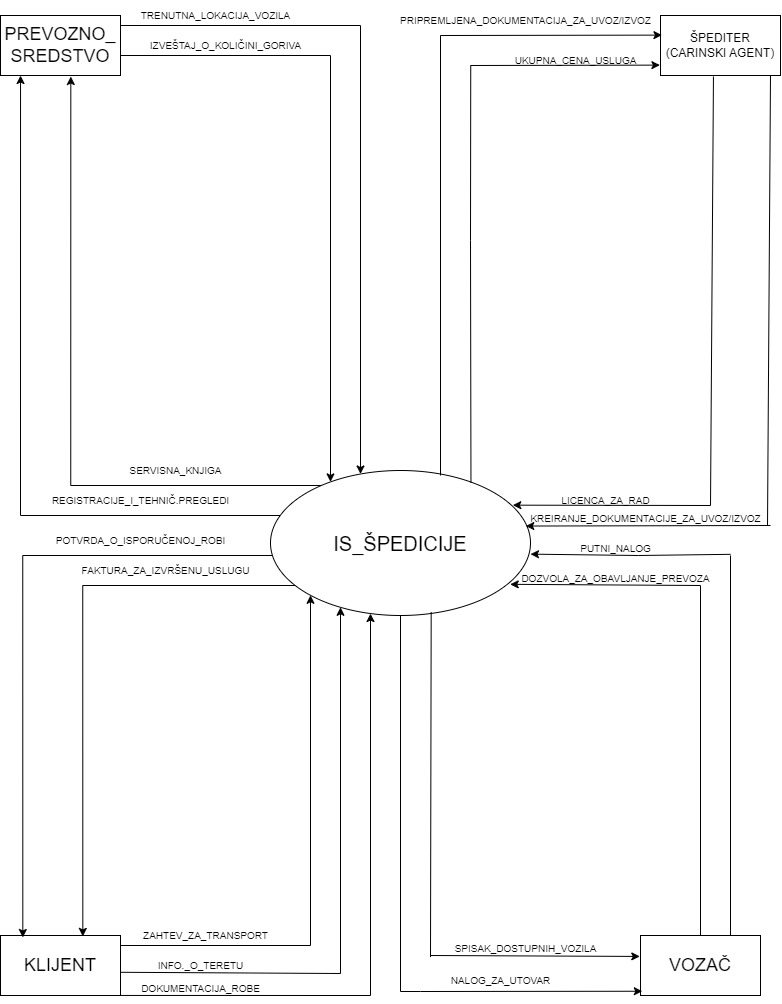 TRENUTNA_LOKACIJA_VOZILA
PREVOZNO_
SREDSTVO
IZVEŠTAJ_O_KOLIČINI_GORIVA
PRIPREMLJENA_DOKUMENTACIJA_ZA_UVOZ/IZVOZ
UKUPNA_CENA_USLUGA
ŠPEDITER
(CARINSKI AGENT)
SERVISNA_KNJIGA
REGISTRACIJE_I_TEHNIČ.PREGLEDI
LICENCA_ZA_RAD
KREIRANJE_DOKUMENTACIJE_ZA_UVOZ/IZVOZ
IS_ŠPEDICIJE
POTVRDA_O_ISPORUČENOJ_ROBI
FAKTURA_ZA_IZVRŠENU_USLUGU
PUTNI_NALOG
DOZVOLA_ZA_OBAVLJANJE_PREVOZA
KLIJENT
ZAHTEV_ZA_TRANSPORT
INFO._O_TERETU
DOKUMENTACIJA_ROBE
SPISAK_DOSTUPNIH_VOZILA
NALOG_ZA_UTOVAR
VOZAČ